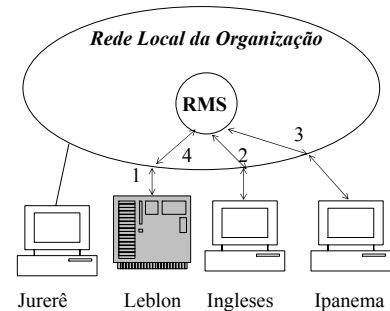 Rede Local da Organização
RMS
3
4
2
1
Jurerê Leblon Ingleses Ipanema